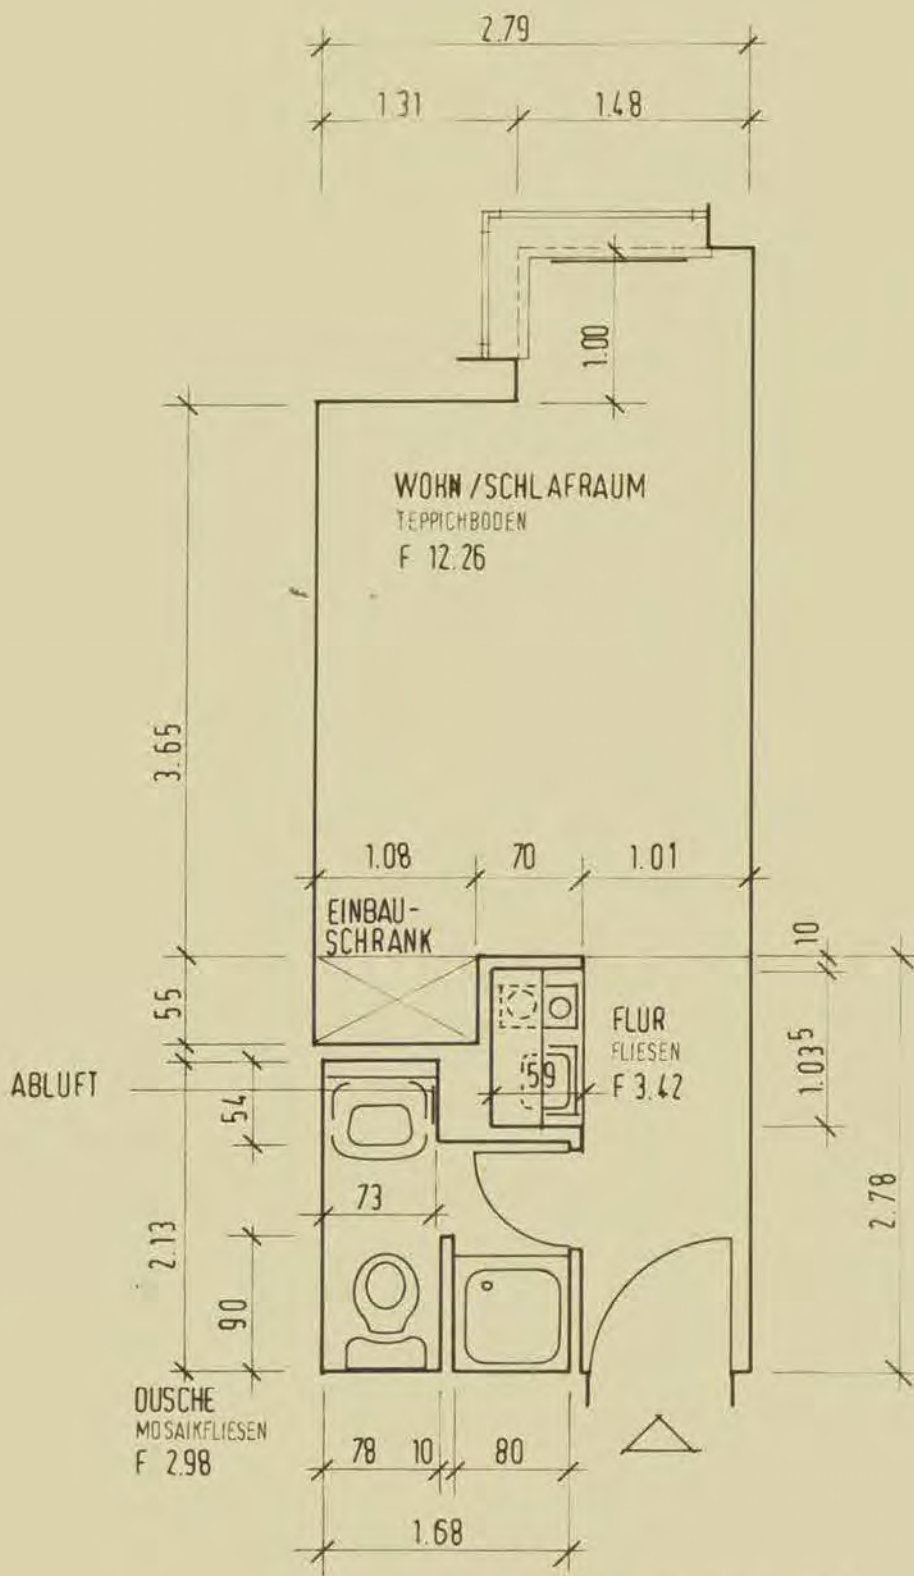 2.79
1.31
1.48
1.00
WOHN/SCHLAFRAUM
TEPPICHBODEN
F 12.26
3.65
1.08
70
1.01
EINBAU-
SCHRANK
10
55
FLUR
FLIESEN
F 3.42
59
1.03⁵
ABLUFT
54
73
2.13
2.78
90
DUSCHE
MOSAIKFLIESEN
F 2.98
78
10
80
1.68